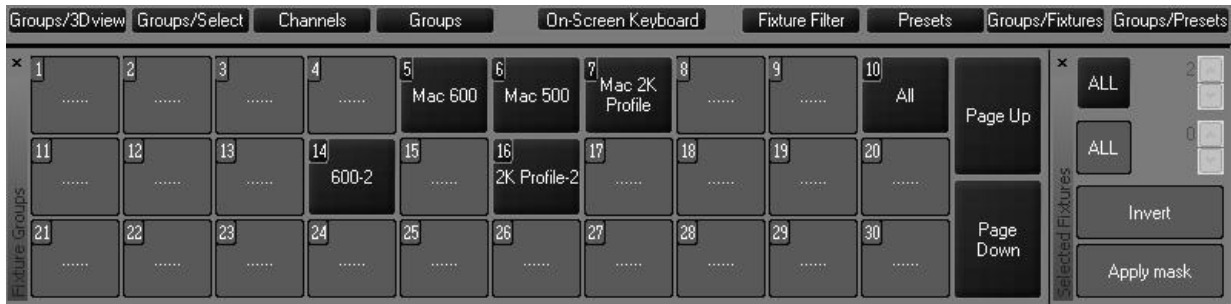 Groups/3Dview Groups/Select Channels Groups On-Screen Keyboard Fixture Filter Presets Groups/Fixtures Groups/Presets
× 1 ...... 2 ...... 3 ...... 4 ...... 5 Mac 600 6 Mac 500 7 Mac 2K Profile 8 ...... 9 ...... 10 All
11 ...... 12 ...... 13 ...... 14 600-2 15 ...... 16 2K Profile-2 17 ...... 18 ...... 19 ...... 20 ......
21 ...... 22 ...... 23 ...... 24 ...... 25 ...... 26 ...... 27 ...... 28 ...... 29 ...... 30 ......
Fixture Groups
Page Up
Page
Down
× ALL 2
ALL 0
Invert
Apply mask
Selected Fixtures